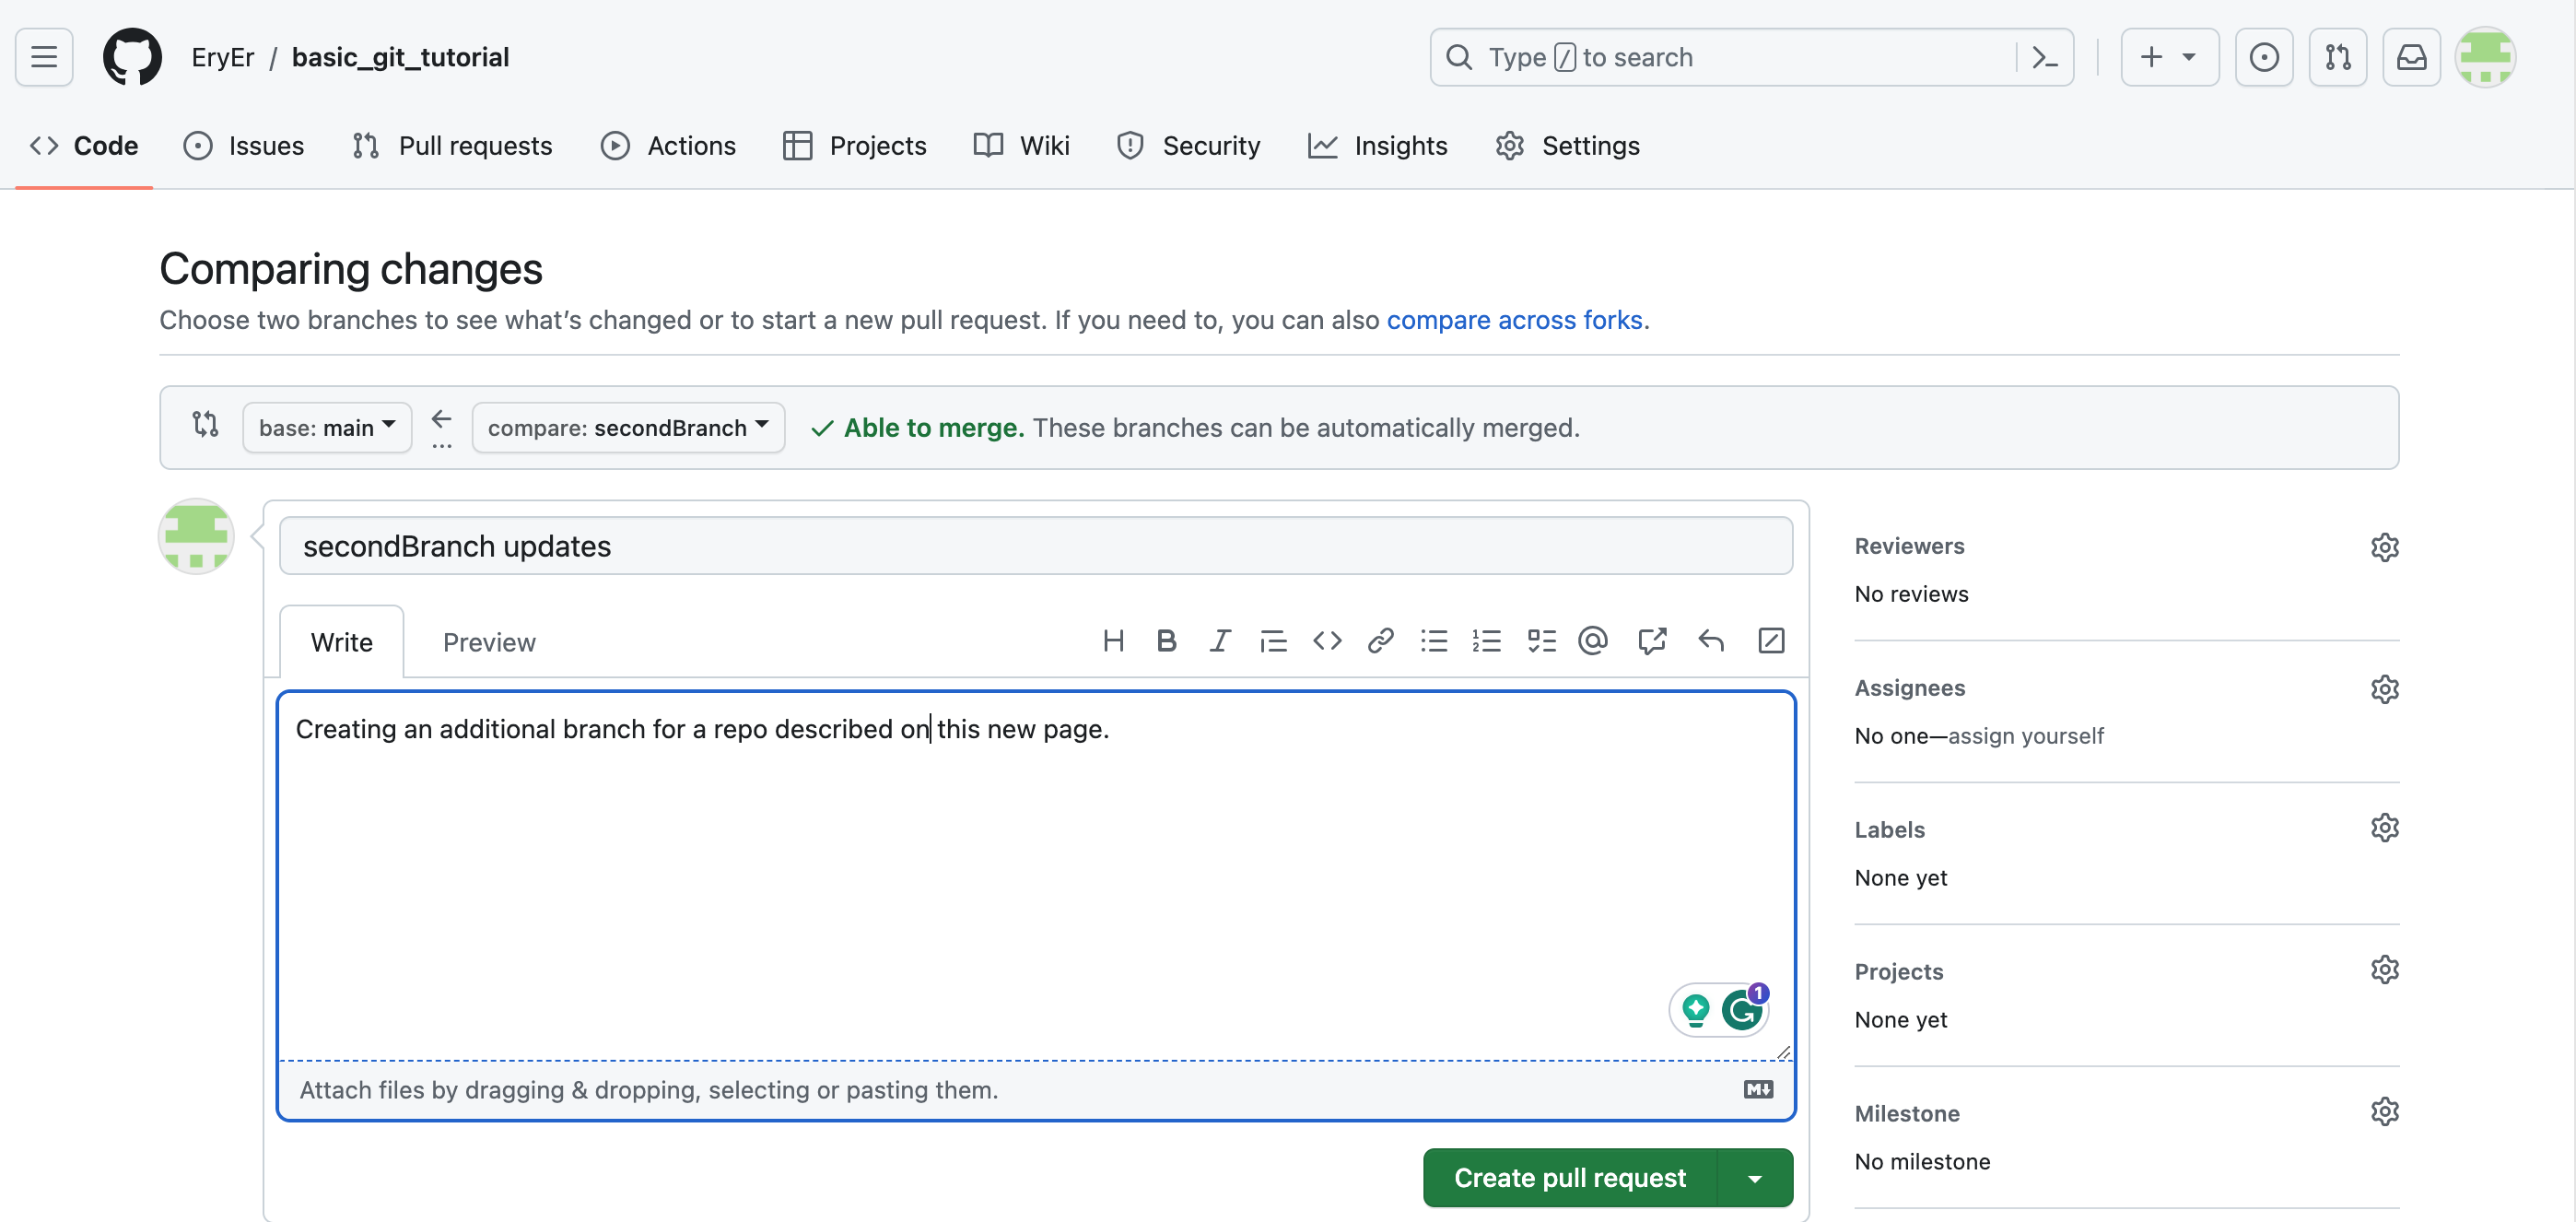 EryEr / basic_git_tutorial
Type / to search
Code Issues Pull requests Actions Projects Wiki Security Insights Settings
Comparing changes
Choose two branches to see what’s changed or to start a new pull request. If you need to, you can also compare across forks.
base: main ← ... compare: secondBranch ✓ Able to merge. These branches can be automatically merged.
secondBranch updates
Write Preview
Creating an additional branch for a repo described on this new page.
1
Attach files by dragging & dropping, selecting or pasting them.
M↓
Create pull request
Reviewers
No reviews
Assignees
No one—assign yourself
Labels
None yet
Projects
None yet
Milestone
No milestone